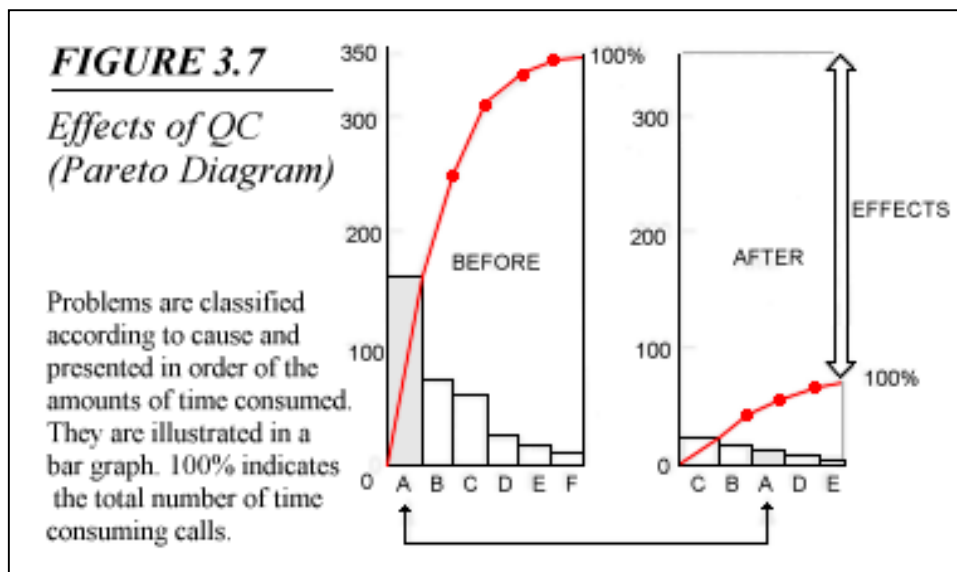 FIGURE 3.7
Effects of QC
(Pareto Diagram)
Problems are classified
according to cause and
presented in order of the
amounts of time consumed.
They are illustrated in a
bar graph. 100% indicates
the total number of time
consuming calls.
350
300
200
100
0
0
100%
BEFORE
A B C D E F
300
200
100
0
AFTER
EFFECTS
100%
C B A D E